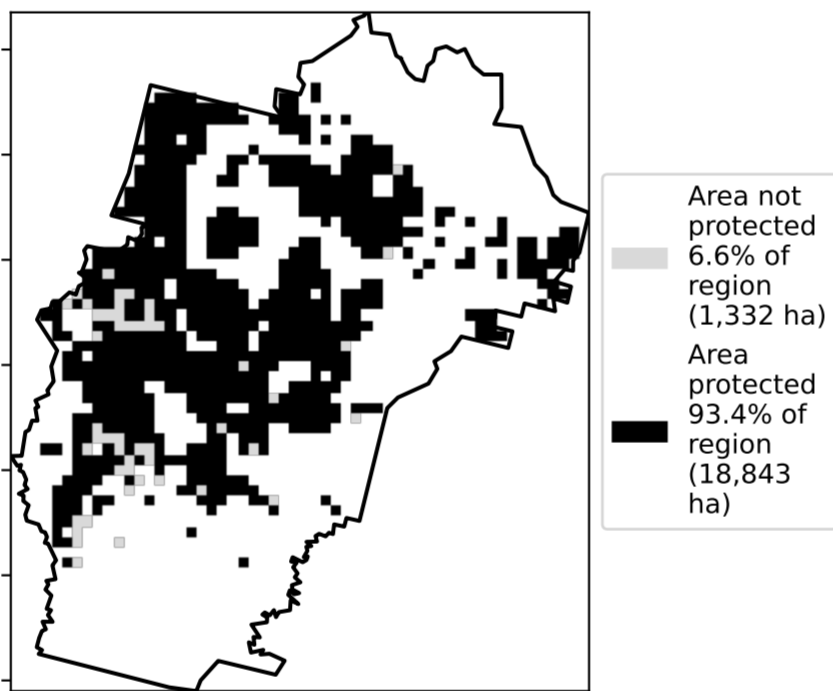 Area not
protected
6.6% of
region
(1,332 ha)
Area
protected
93.4% of
region
(18,843
ha)